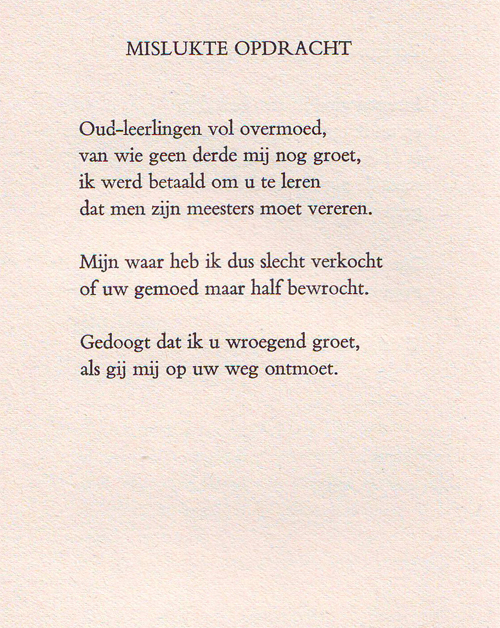 MISLUKTE OPDRACHT
Oud-leerlingen vol overmoed,
van wie geen derde mij nog groet,
ik werd betaald om u te leren
dat men zijn meesters moet vereren.
Mijn waar heb ik dus slecht verkocht
of uw gemoed maar half bewrocht.
Gedoogt dat ik u wroegend groet,
als gij mij op uw weg ontmoet.